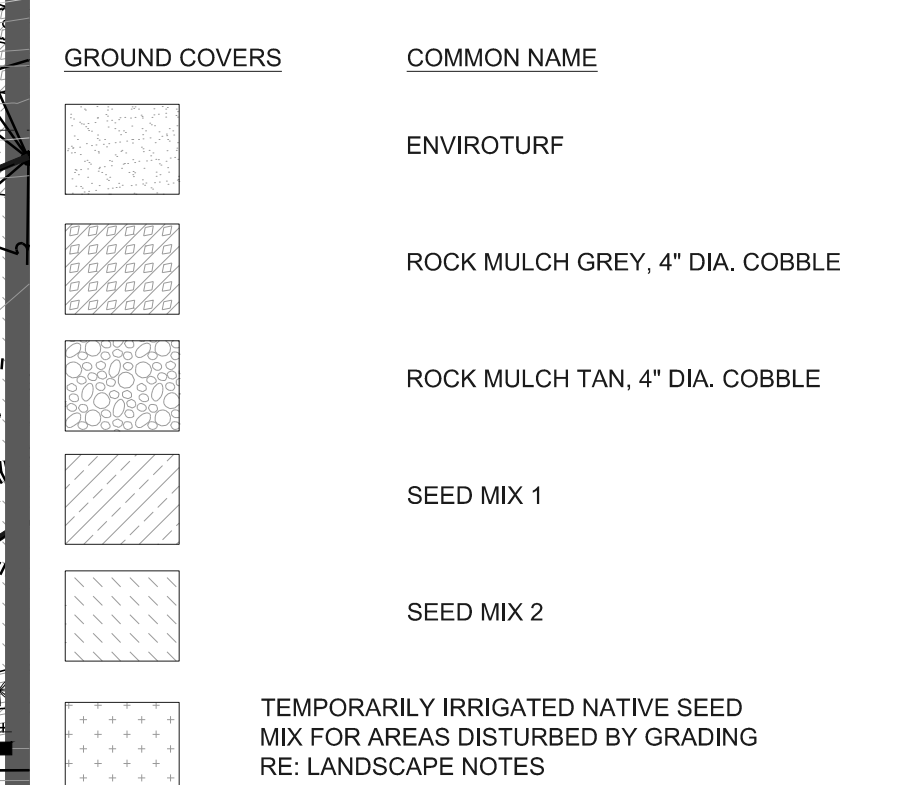 GROUND COVERS COMMON NAME
ENVIROTURF
ROCK MULCH GREY, 4" DIA. COBBLE
ROCK MULCH TAN, 4" DIA. COBBLE
SEED MIX 1
SEED MIX 2
TEMPORARILY IRRIGATED NATIVE SEED
MIX FOR AREAS DISTURBED BY GRADING
RE: LANDSCAPE NOTES